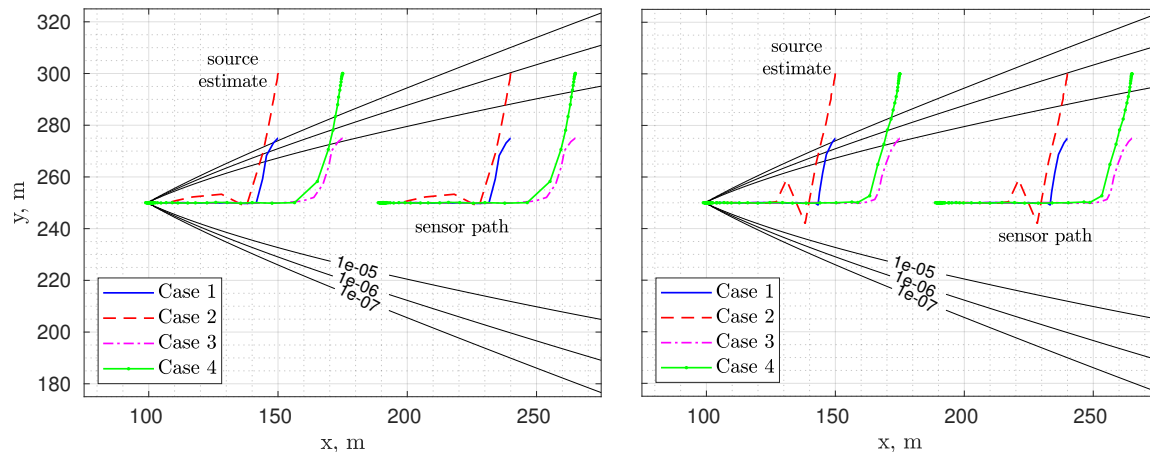 320
300
280
260
240
220
200
180
y, m
source
estimate
sensor path
1e-05
1e-06
1e-07
Case 1
Case 2
Case 3
Case 4
100
150
200
250
x, m
source
estimate
sensor path
1e-05
1e-06
1e-07
Case 1
Case 2
Case 3
Case 4
100
150
200
250
x, m